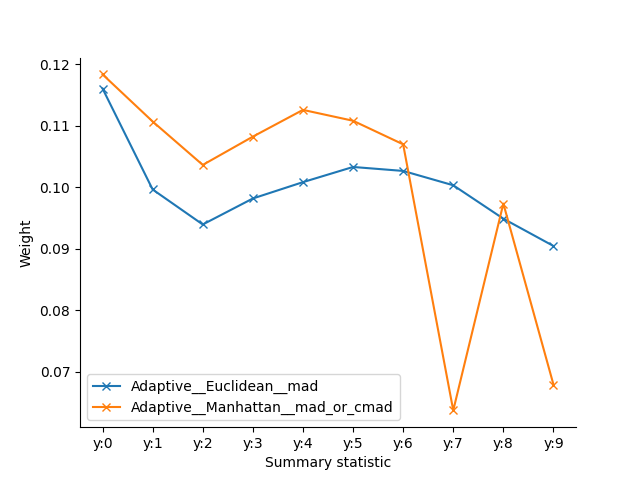 0.12
0.11
0.10
0.09
0.08
0.07
Weight
Adaptive__Euclidean__mad
Adaptive__Manhattan__mad_or_cmad
y:0 y:1 y:2 y:3 y:4 y:5 y:6 y:7 y:8 y:9
Summary statistic